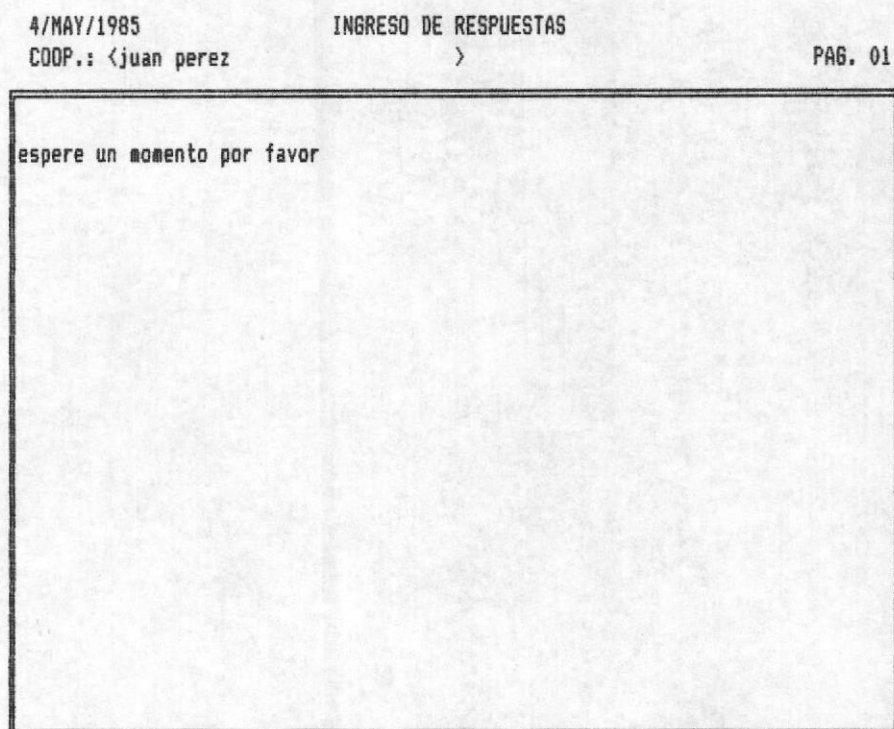 4/MAY/1985 INGRESO DE RESPUESTAS
COOP.: <juan perez > PAG. 01
espere un momento por favor